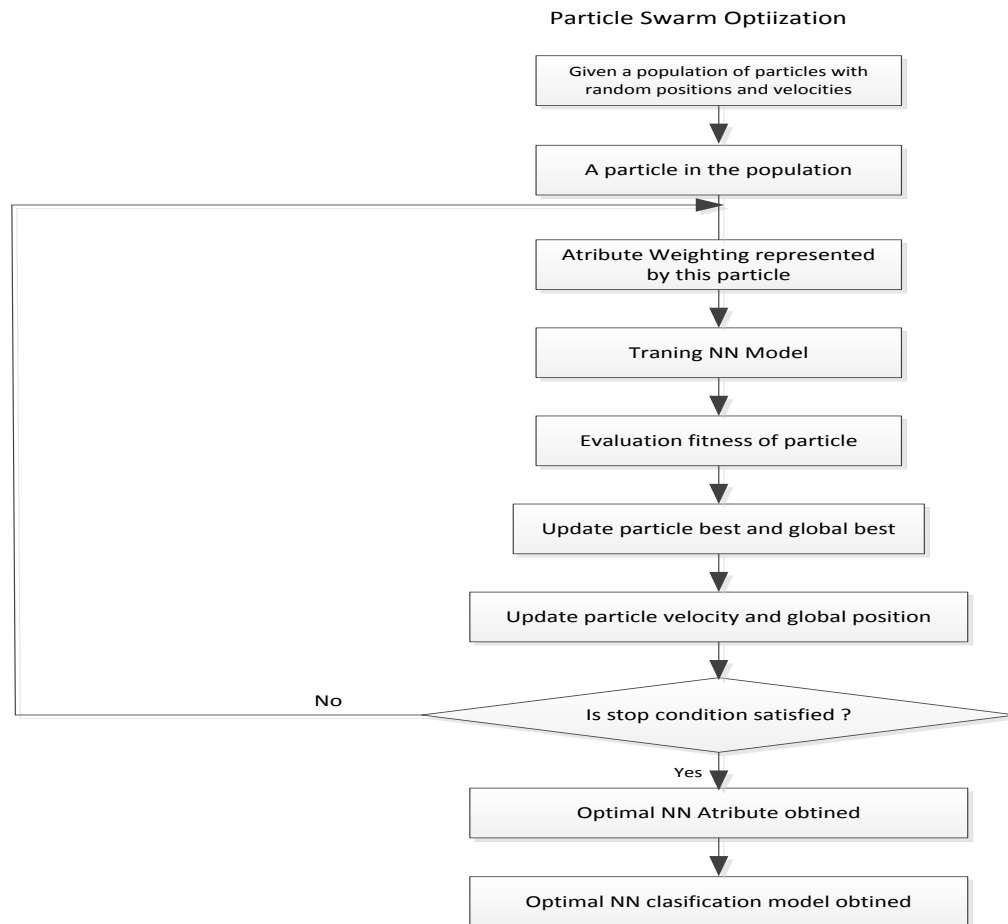 Particle Swarm Optiization
Given a population of particles with
random positions and velocities
A particle in the population
Atribute Weighting represented
by this particle
Traning NN Model
Evaluation fitness of particle
Update particle best and global best
Update particle velocity and global position
Is stop condition satisfied ?
No
Yes
Optimal NN Atribute obtined
Optimal NN clasification model obtined